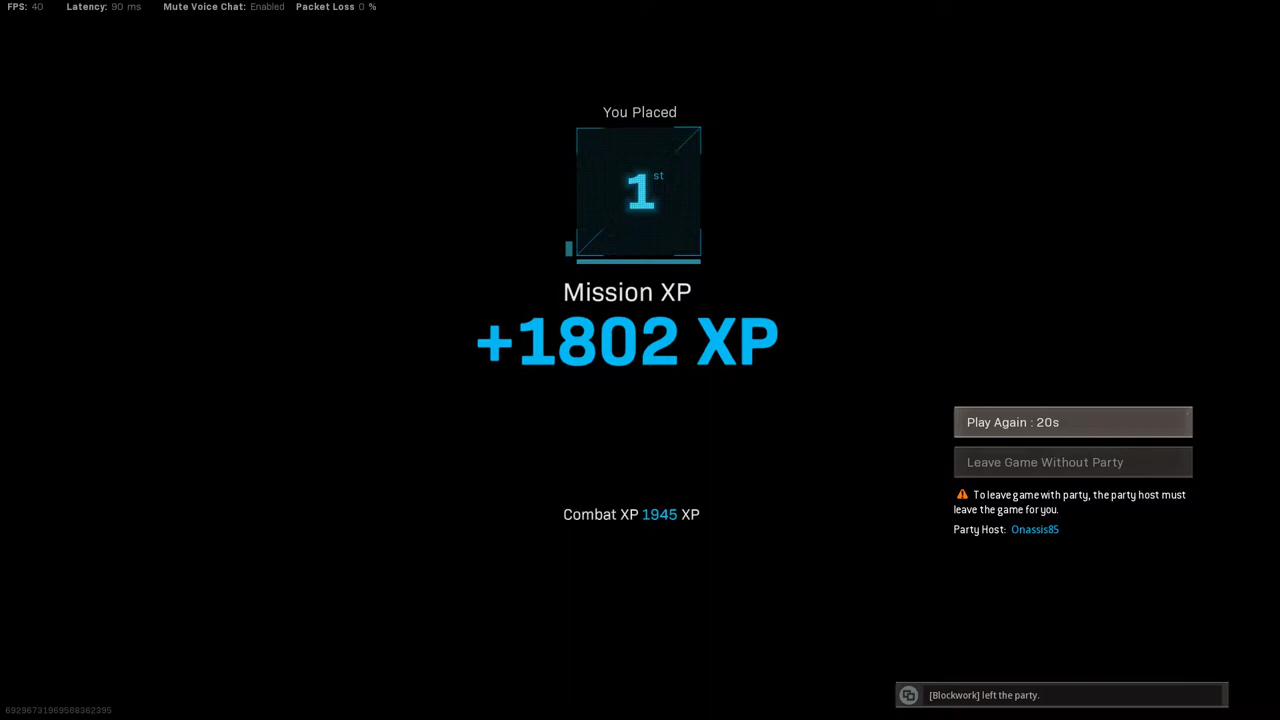 FPS: 40 Latency: 90 ms Mute Voice Chat: Enabled Packet Loss 0 %
You Placed
1st
Mission XP
+1802 XP
Play Again : 20s
Leave Game Without Party
To leave game with party, the party host must
leave the game for you.
Party Host: Onassis85
Combat XP 1945 XP
[Blockwork] left the party.
69296731969588362395